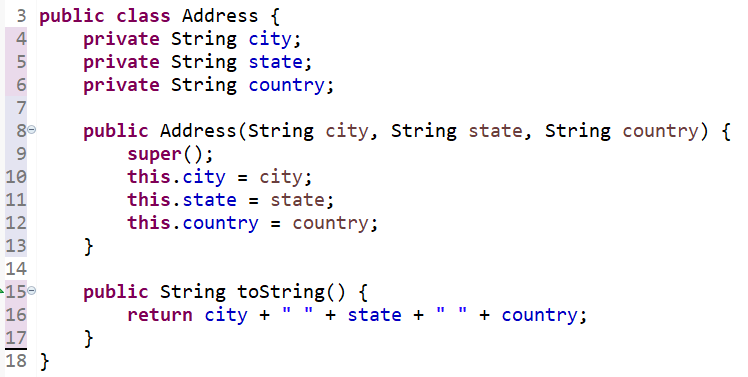 3 public class Address {
4     private String city;
5     private String state;
6     private String country;
7
8     public Address(String city, String state, String country) {
9         super();
10         this.city = city;
11         this.state = state;
12         this.country = country;
13     }
14
15     public String toString() {
16         return city + " " + state + " " + country;
17     }
18 }